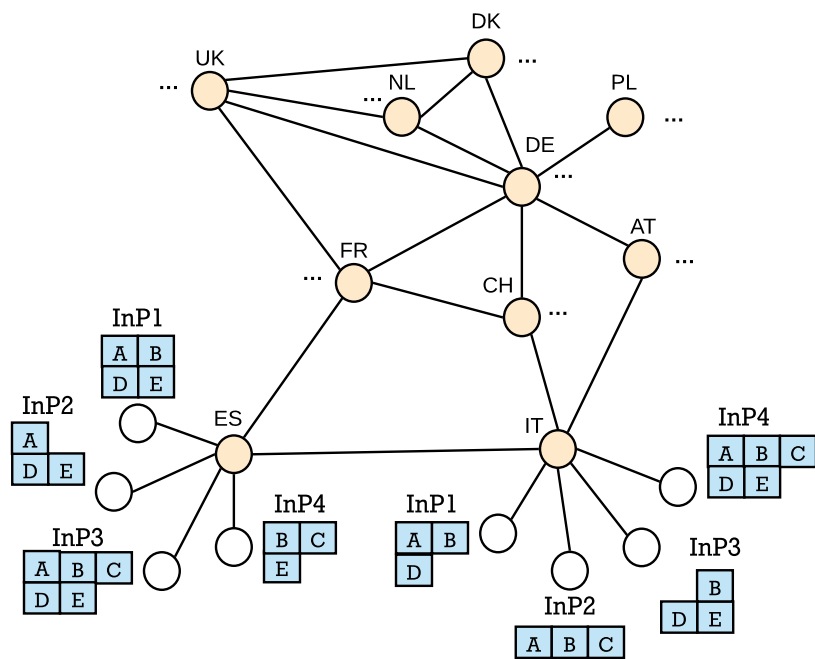 DK
UK
...
...
NL
...
PL
...
DE
...
AT
...
FR
...
CH
...
InP1
A B
D E
InP2
A
D E
ES
IT
InP4
A B C
D E
InP3
A B C
D E
InP4
B C
E
InP1
A B
D
InP3
B
D E
InP2
A B C